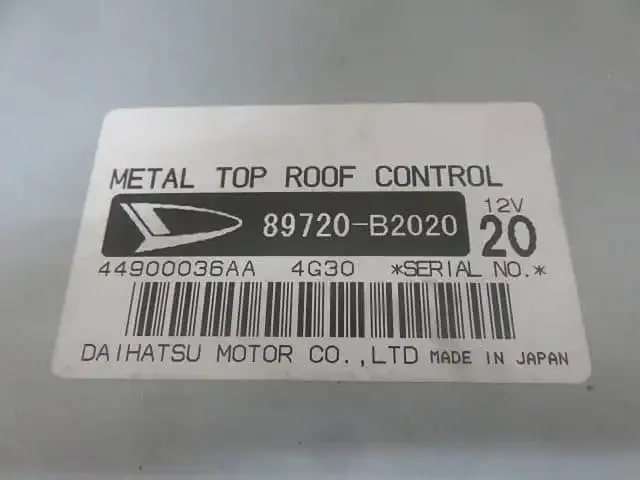 METAL TOP ROOF CONTROL
89720-B2020
12V
20
44900036AA 4G30 *SERIAL NO.*
DAIHATSU MOTOR CO.,LTD MADE IN JAPAN